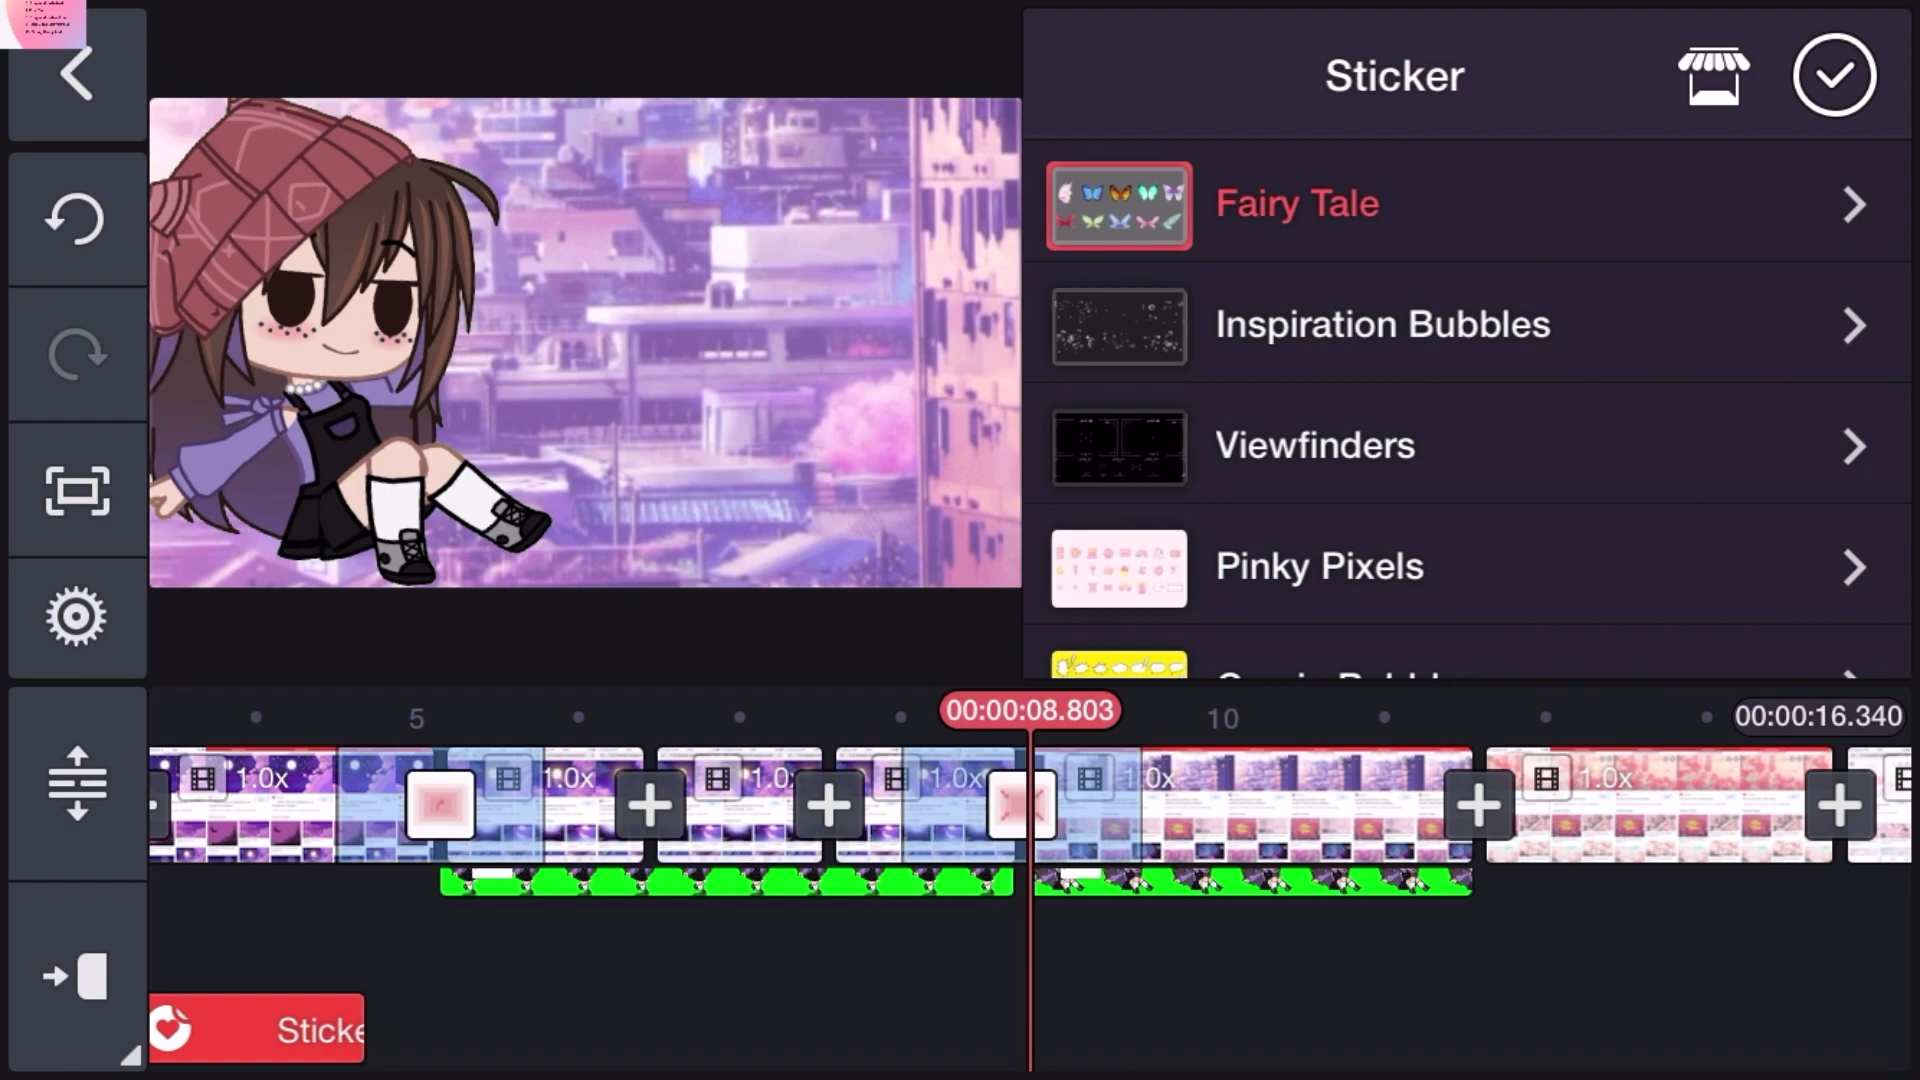 Sticker
Fairy Tale
Inspiration Bubbles
Viewfinders
Pinky Pixels
5
00:00:08.803
10
00:00:16.340
1.0x
1.0x
1.0
1.0x
1.0x
1.0x
Sticke